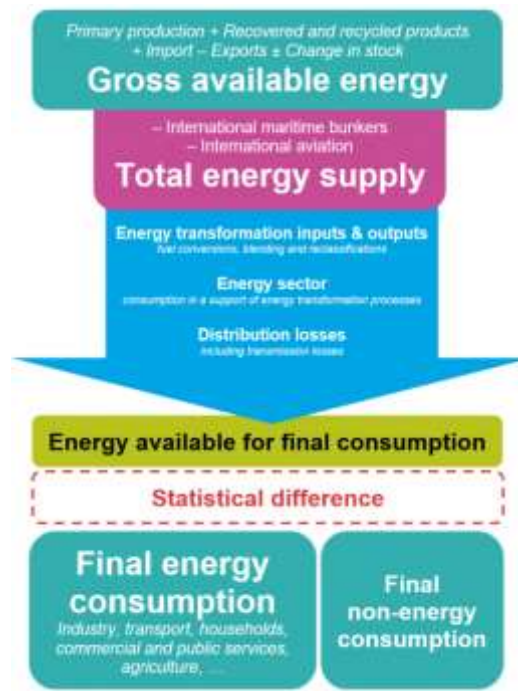 Primary production + Recovered and recycled products
+ Import – Exports ± Change in stock
Gross available energy
– International maritime bunkers
– International aviation
Total energy supply
Energy transformation inputs & outputs
fuel conversions, blending and reclassifications
Energy sector
consumption in a support of energy transformation processes
Distribution losses
Including transmission losses
Energy available for final consumption
Statistical difference
Final energy
consumption
Industry, transport, households,
commercial and public services,
agriculture, ...
Final
non-energy
consumption